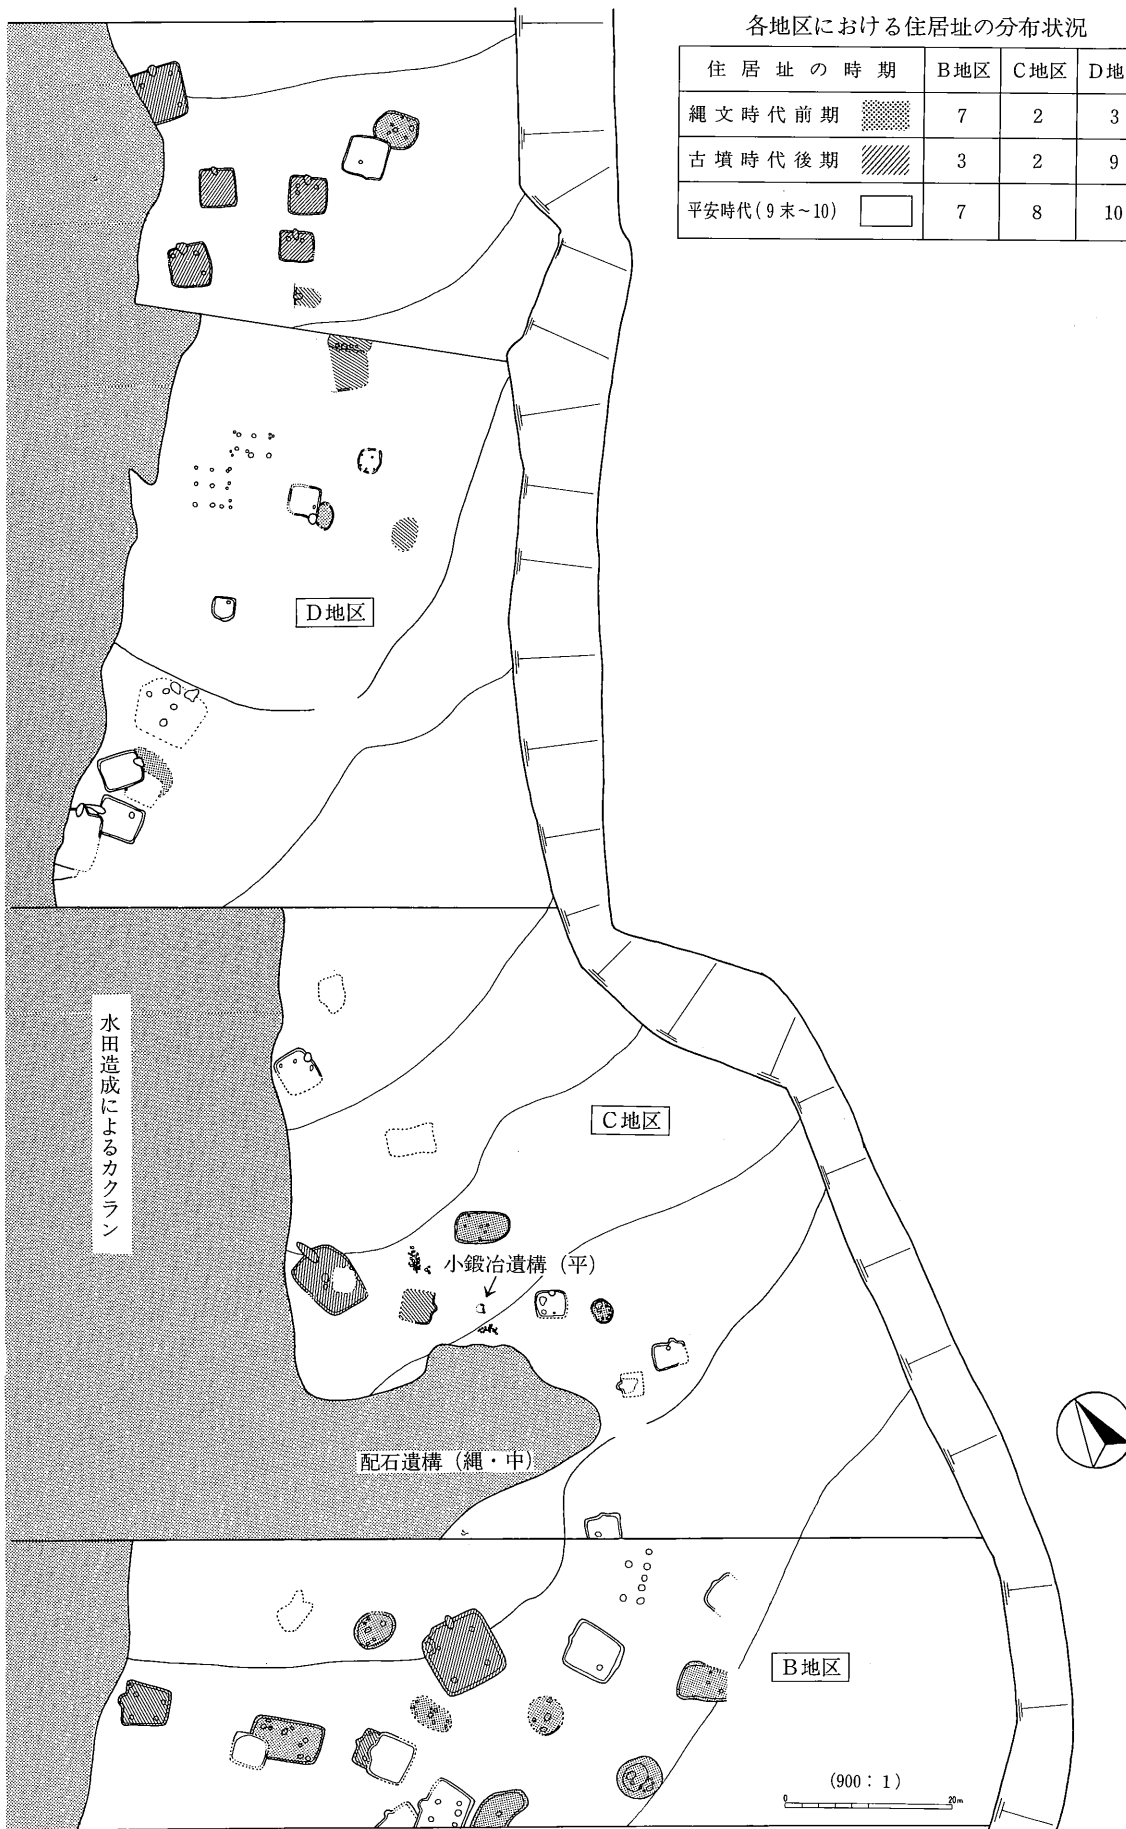 各地区における住居址の分布状況
住居址の時期 B地区 C地区 D地
縄文時代前期 7 2 3
古墳時代後期 3 2 9
平安時代(9末~10) 7 8 10
D地区
水田造成によるカクラン
C地区
小鍛冶遺構(平)
配石遺構(縄・中)
B地区
(900:1)
0 20m